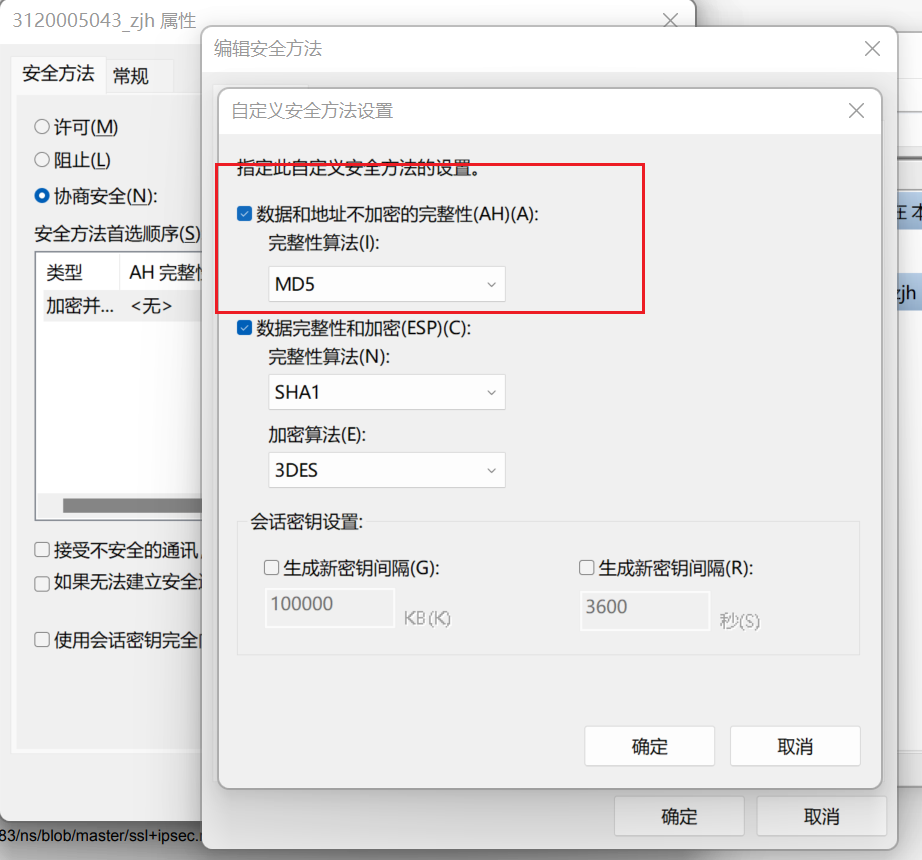 3120005043_zjh 属性
编辑安全方法
安全方法 常规
自定义安全方法设置
许可(M)
阻止(L)
协商安全(N):
安全方法首选顺序(S)
类型 AH 完整
加密并... <无>
指定此自定义安全方法的设置。
数据和地址不加密的完整性(AH)(A):
完整性算法(I):
MD5
数据完整性和加密(ESP)(C):
完整性算法(N):
SHA1
加密算法(E):
3DES
会话密钥设置:
生成新密钥间隔(G):
100000 KB(K)
生成新密钥间隔(R):
3600 秒(S)
接受不安全的通讯
如果无法建立安全
使用会话密钥完全
确定 取消
确定 取消
在本
zjh
83/ns/blob/master/ssl+ipsec.